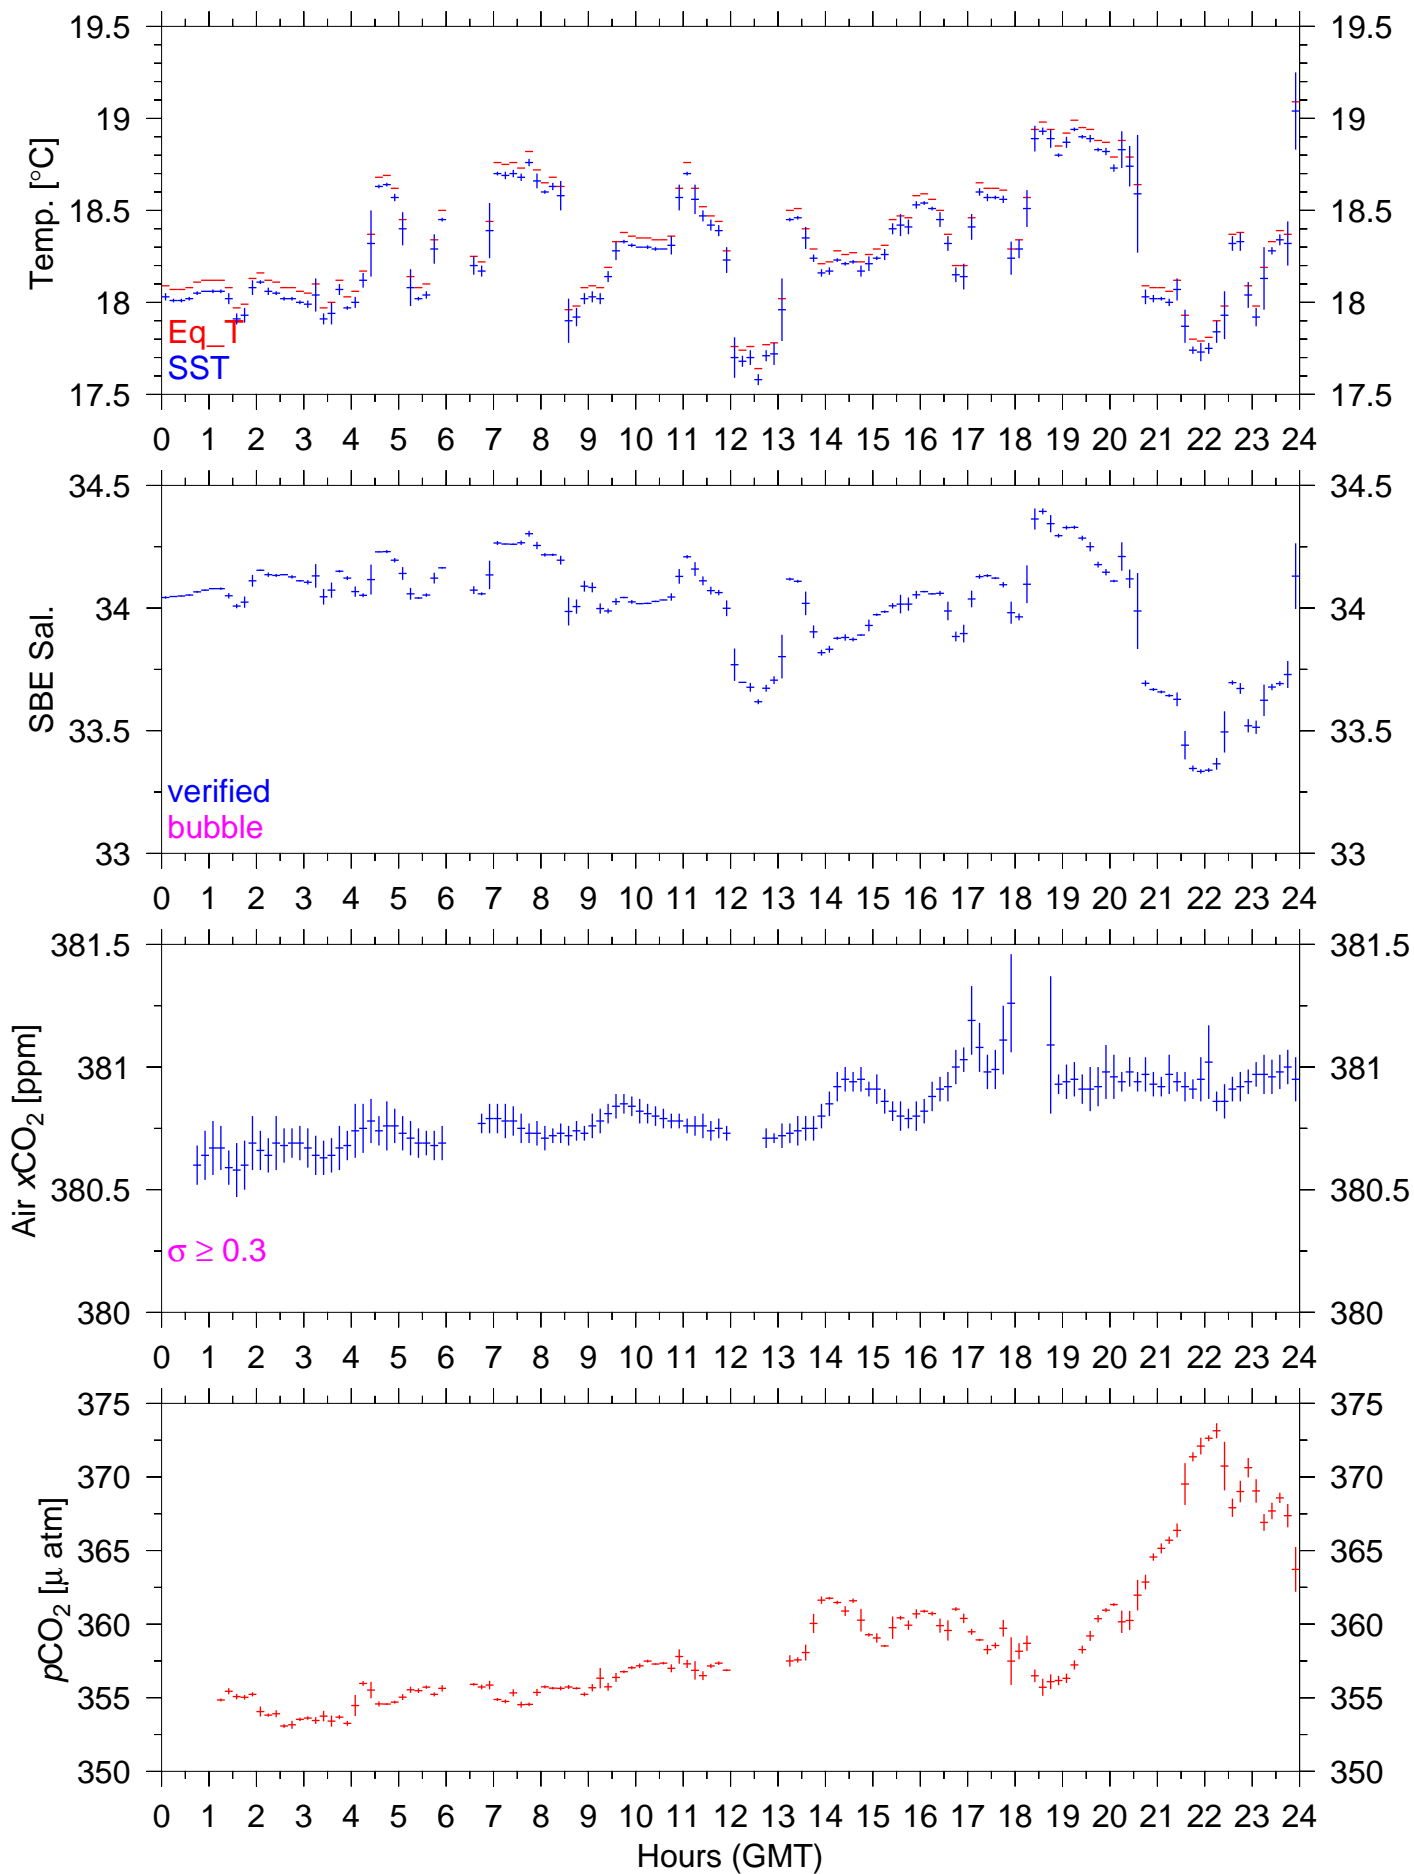 19.5 19.5
19 19
18.5 18.5
18 18
17.5 17.5
Temp. [°C]
Eq_T
SST
0 1 2 3 4 5 6 7 8 9 10 11 12 13 14 15 16 17 18 19 20 21 22 23 24
34.5 34.5
34 34
33.5 33.5
33 33
SBE Sal.
verified
bubble
0 1 2 3 4 5 6 7 8 9 10 11 12 13 14 15 16 17 18 19 20 21 22 23 24
381.5 381.5
381 381
380.5 380.5
380 380
Air xCO₂ [ppm]
σ ≥ 0.3
0 1 2 3 4 5 6 7 8 9 10 11 12 13 14 15 16 17 18 19 20 21 22 23 24
375 375
370 370
365 365
360 360
355 355
350 350
pCO₂ [μ atm]
0 1 2 3 4 5 6 7 8 9 10 11 12 13 14 15 16 17 18 19 20 21 22 23 24
Hours (GMT)